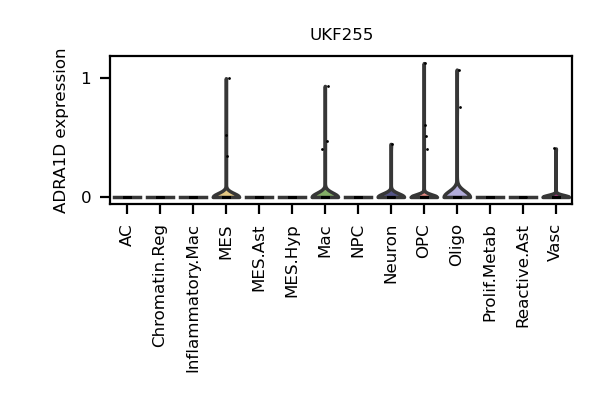 UKF255
ADRA1D expression
1
0
AC
Chromatin.Reg
Inflammatory.Mac
MES
MES.Ast
MES.Hyp
Mac
NPC
Neuron
OPC
Oligo
Prolif.Metab
Reactive.Ast
Vasc